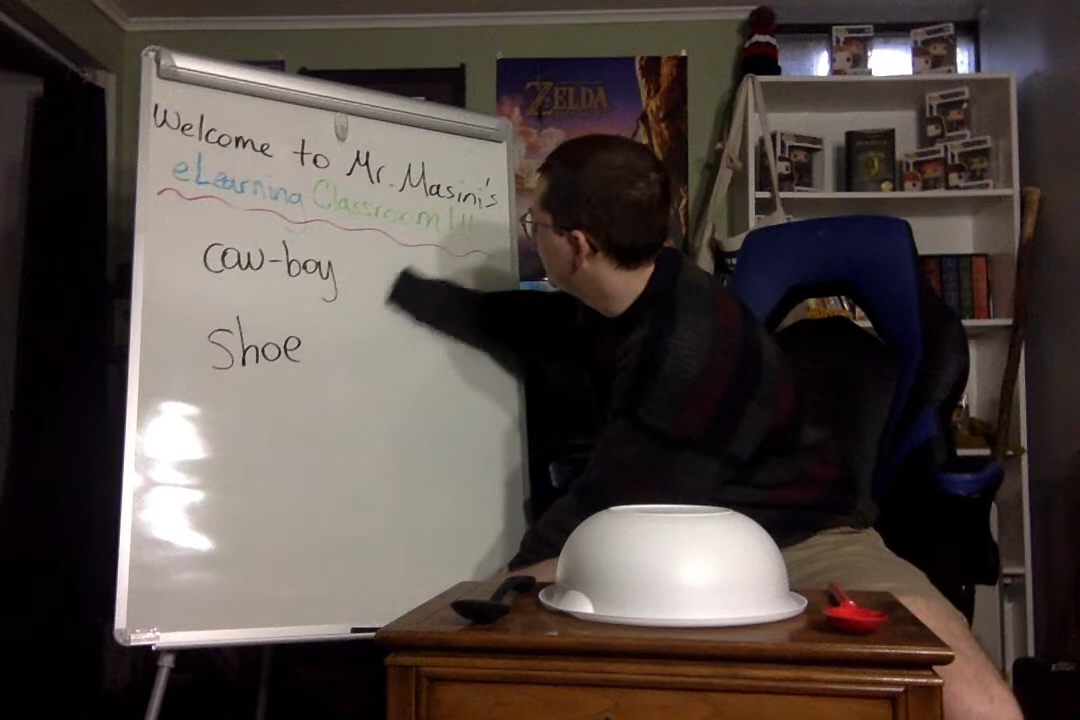 Welcome to Mr. Masini's
eLearning Classroom!!!
cow-boy
shoe
ZELDA